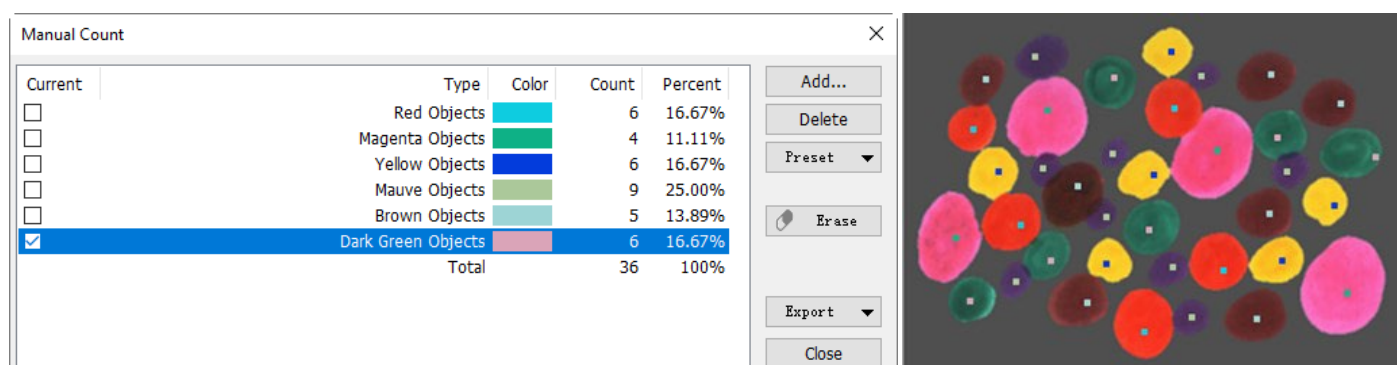 Manual Count
Current Type Color Count Percent Add...
Red Objects 6 16.67%
Delete
Magenta Objects 4 11.11%
Yellow Objects 6 16.67% Preset
Mauve Objects 9 25.00%
Brown Objects 5 13.89% Erase
Dark Green Objects 6 16.67%
Total 36 100%
Export
Close